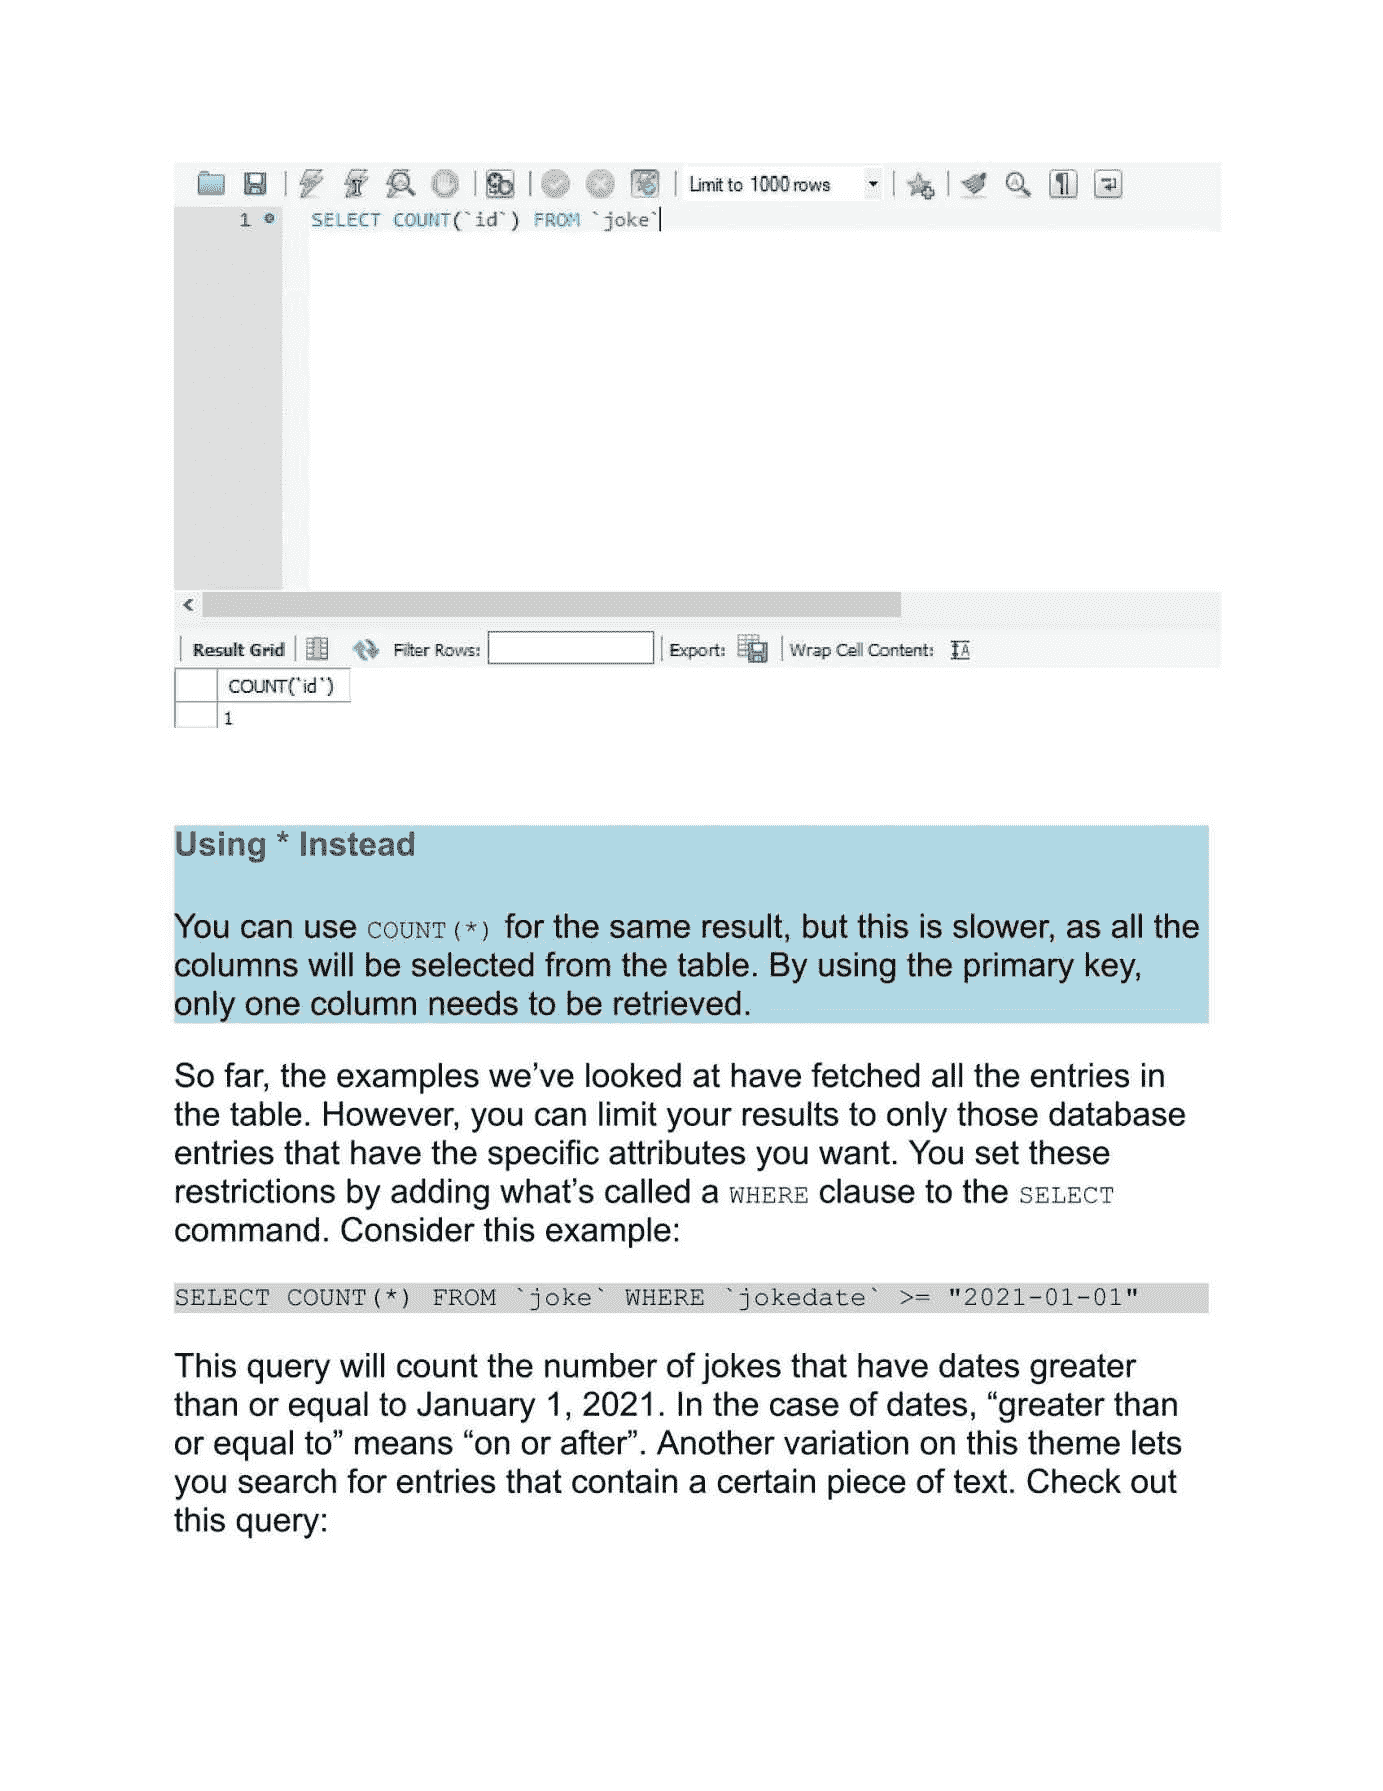 Limit to 1000 rows
1 SELECT COUNT(`id`) FROM `joke`
Result Grid Filter Rows: Export: Wrap Cell Content:
COUNT(`id`)
1
Using * Instead
You can use COUNT(*) for the same result, but this is slower, as all the
columns will be selected from the table. By using the primary key,
only one column needs to be retrieved.
So far, the examples we’ve looked at have fetched all the entries in
the table. However, you can limit your results to only those database
entries that have the specific attributes you want. You set these
restrictions by adding what’s called a WHERE clause to the SELECT
command. Consider this example:
SELECT COUNT(*) FROM `joke` WHERE `jokedate` >= "2021-01-01"
This query will count the number of jokes that have dates greater
than or equal to January 1, 2021. In the case of dates, “greater than
or equal to” means “on or after”. Another variation on this theme lets
you search for entries that contain a certain piece of text. Check out
this query: